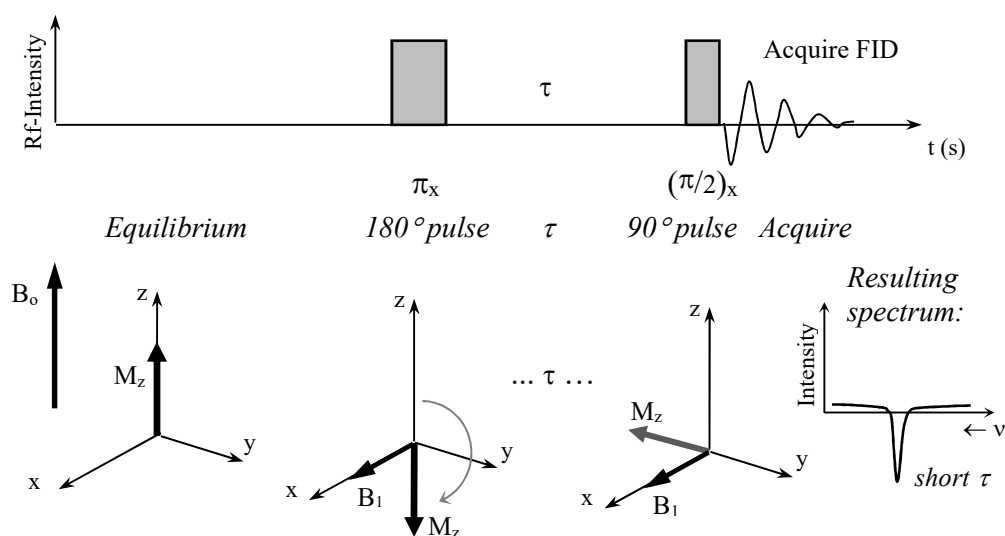 Rf-Intensity
Acquire FID
τ
t (s)
πx
(π/2)x
Equilibrium 180° pulse τ 90° pulse Acquire
Bo
z
Mz
y
x
z
y
x
B1
Mz
... τ ...
z
Mz
y
x
B1
Resulting
spectrum:
Intensity
← ν
short τ